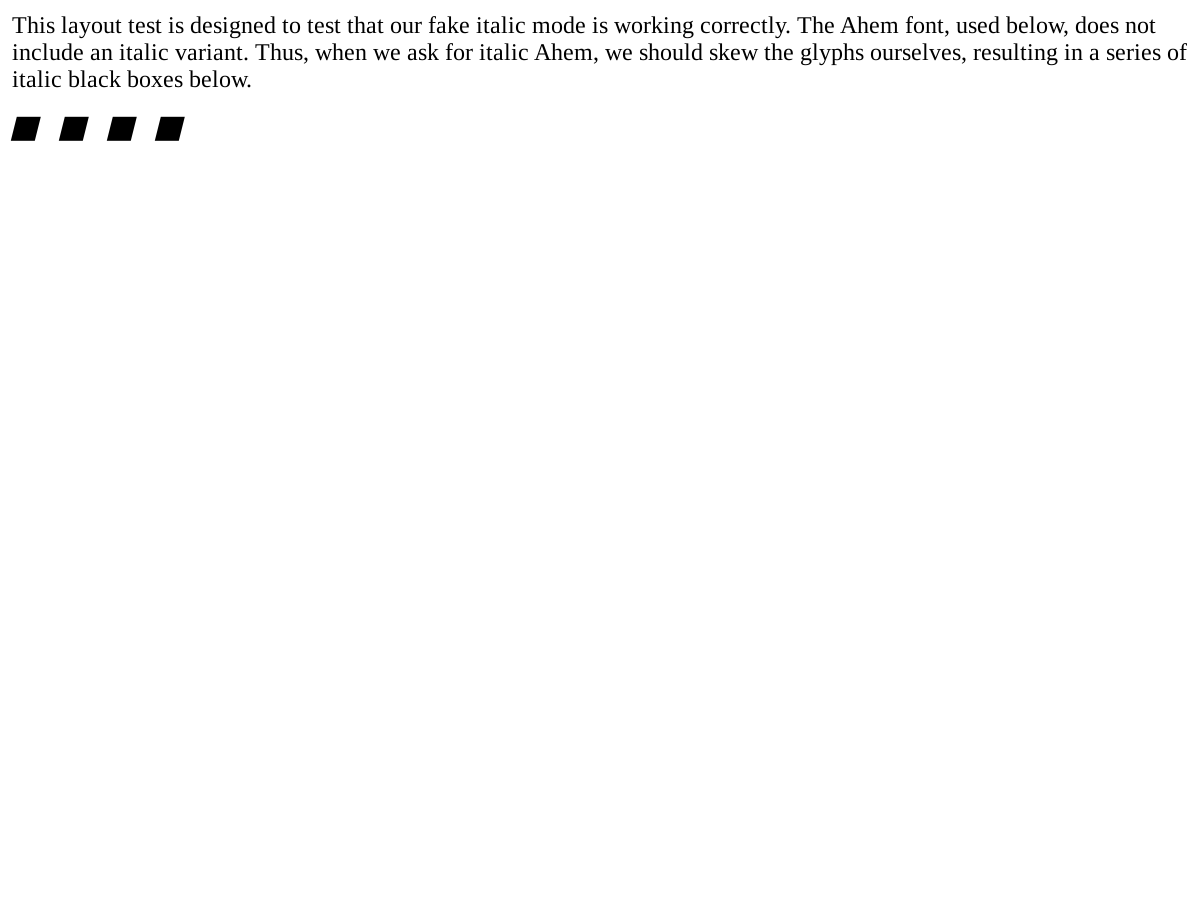 This layout test is designed to test that our fake italic mode is working correctly. The Ahem font, used below, does not
include an italic variant. Thus, when we ask for italic Ahem, we should skew the glyphs ourselves, resulting in a series of
italic black boxes below.